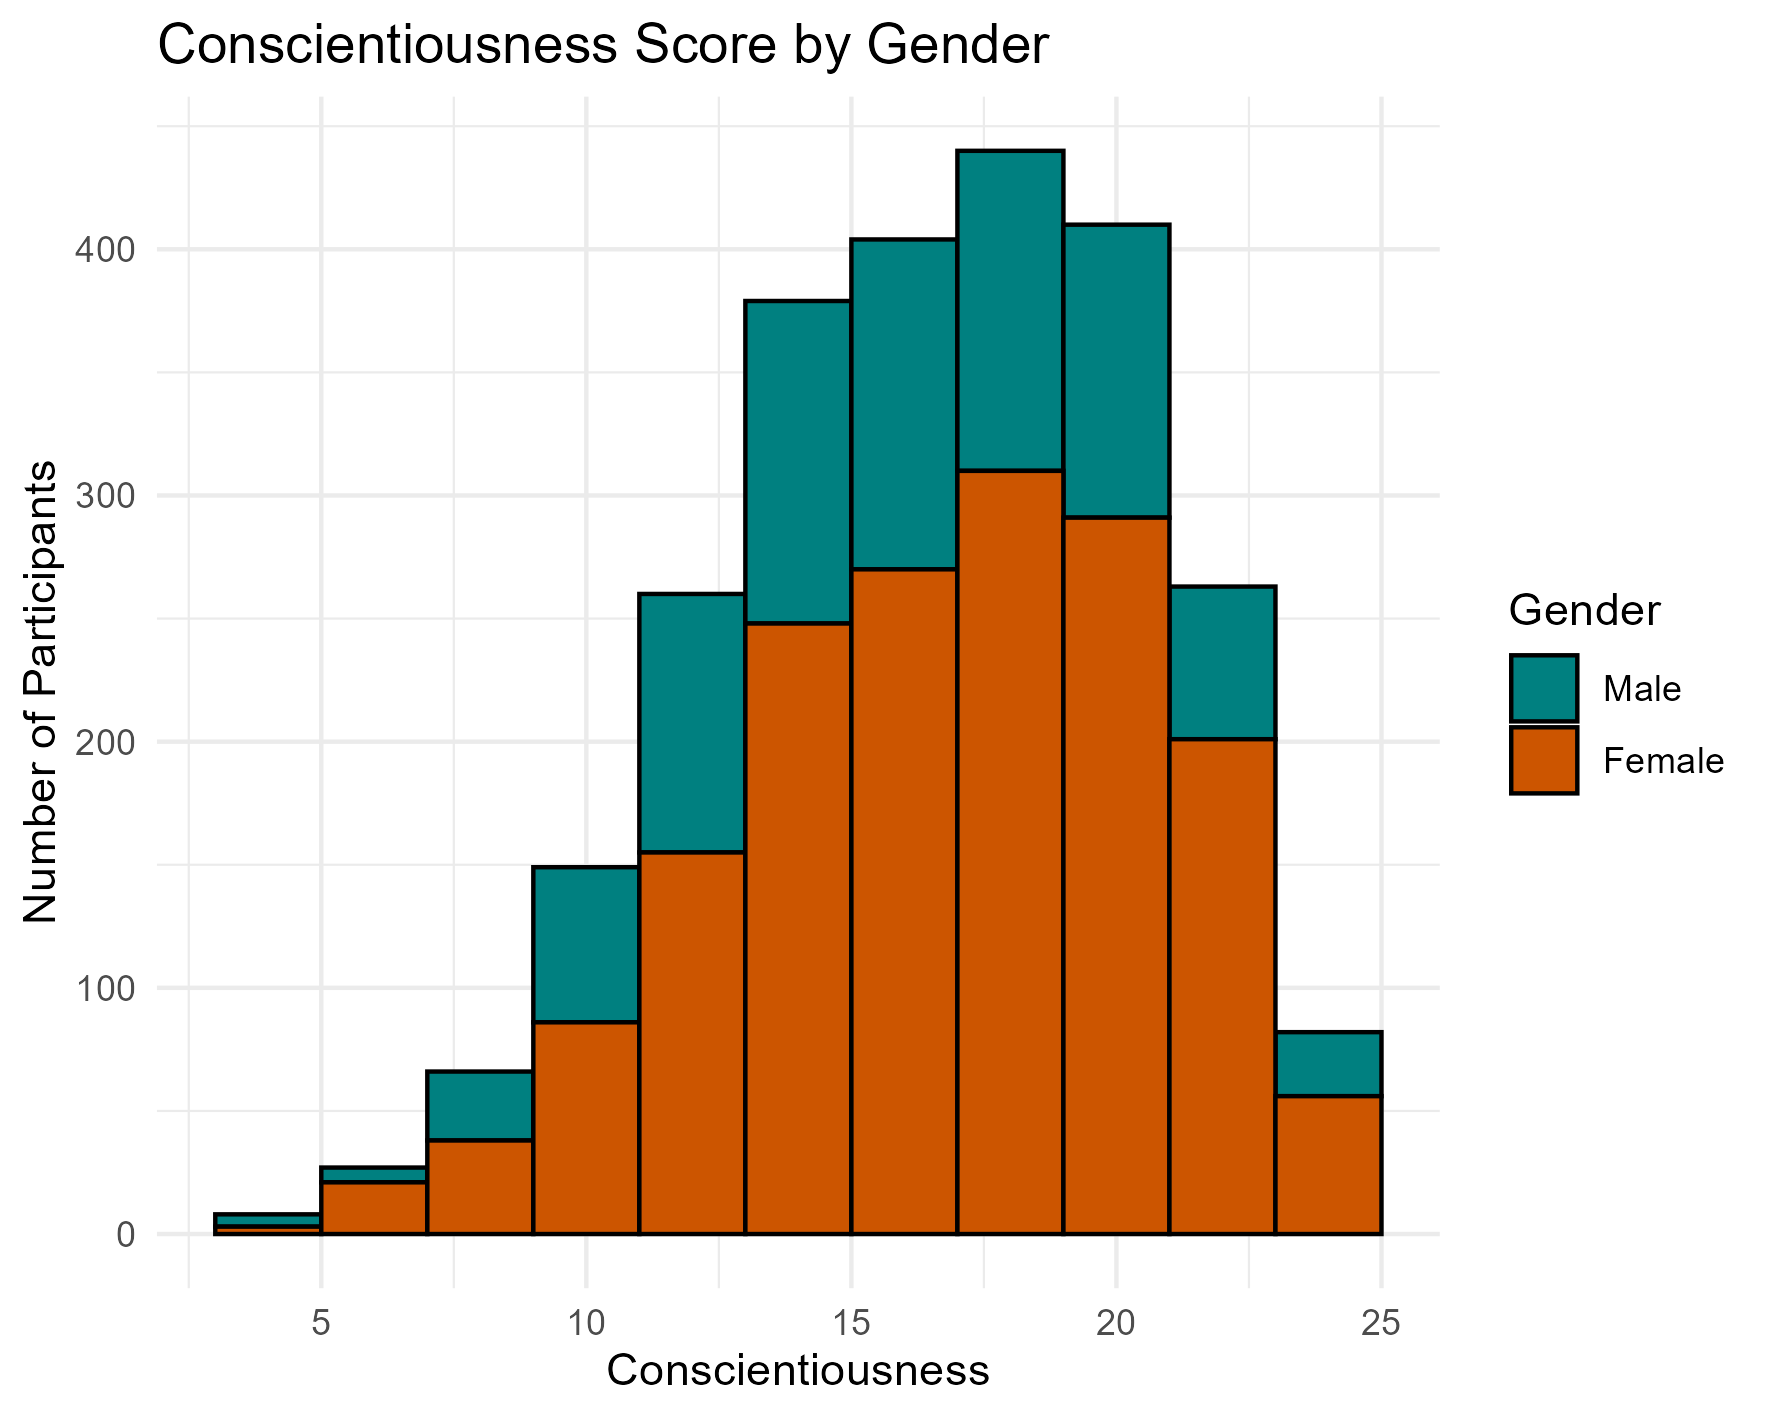 Conscientiousness Score by Gender
Number of Participants
400
300
200
100
0
5 10 15 20 25
Conscientiousness
Gender
Male
Female